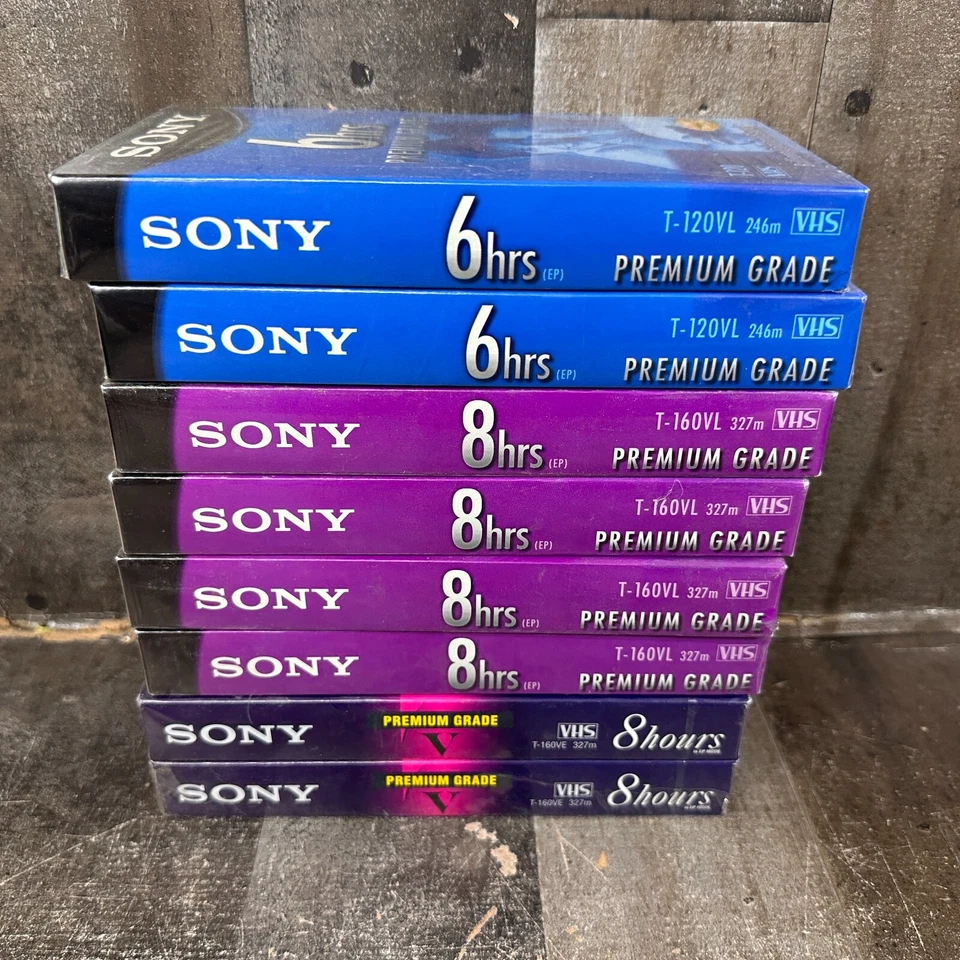 SONY
6hrs
SONY 6hrs (EP) T-120VL 246m VHS
PREMIUM GRADE
SONY 6hrs (EP) T-120VL 246m VHS
PREMIUM GRADE
SONY 8hrs (EP) T-160VL 327m VHS
PREMIUM GRADE
SONY 8hrs (EP) T-160VL 327m VHS
PREMIUM GRADE
SONY 8hrs (EP) T-160VL 327m VHS
PREMIUM GRADE
SONY 8hrs (EP) T-160VL 327m VHS
PREMIUM GRADE
SONY PREMIUM GRADE V VHS 8hours
T-160VE 327m
SONY PREMIUM GRADE V VHS 8hours
T-160VE 327m